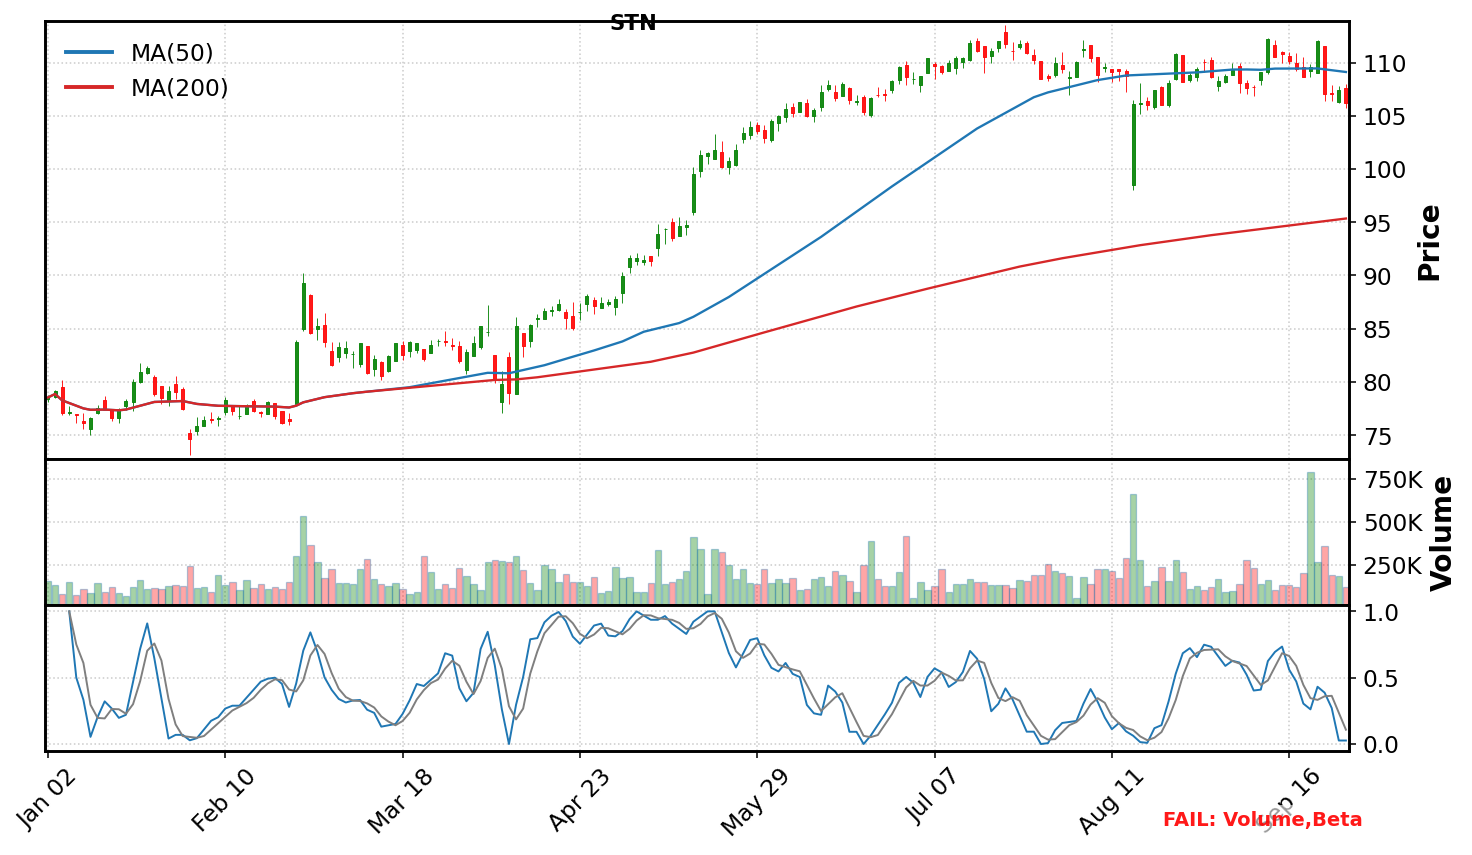 STN
MA(50)
MA(200)
110
105
100
95
90
85
80
75
Price
750K
500K
250K
Volume
1.0
0.5
0.0
Jan 02
Feb 10
Mar 18
Apr 23
May 29
Jul 07
Aug 11
Sep 16
FAIL: Volume,Beta